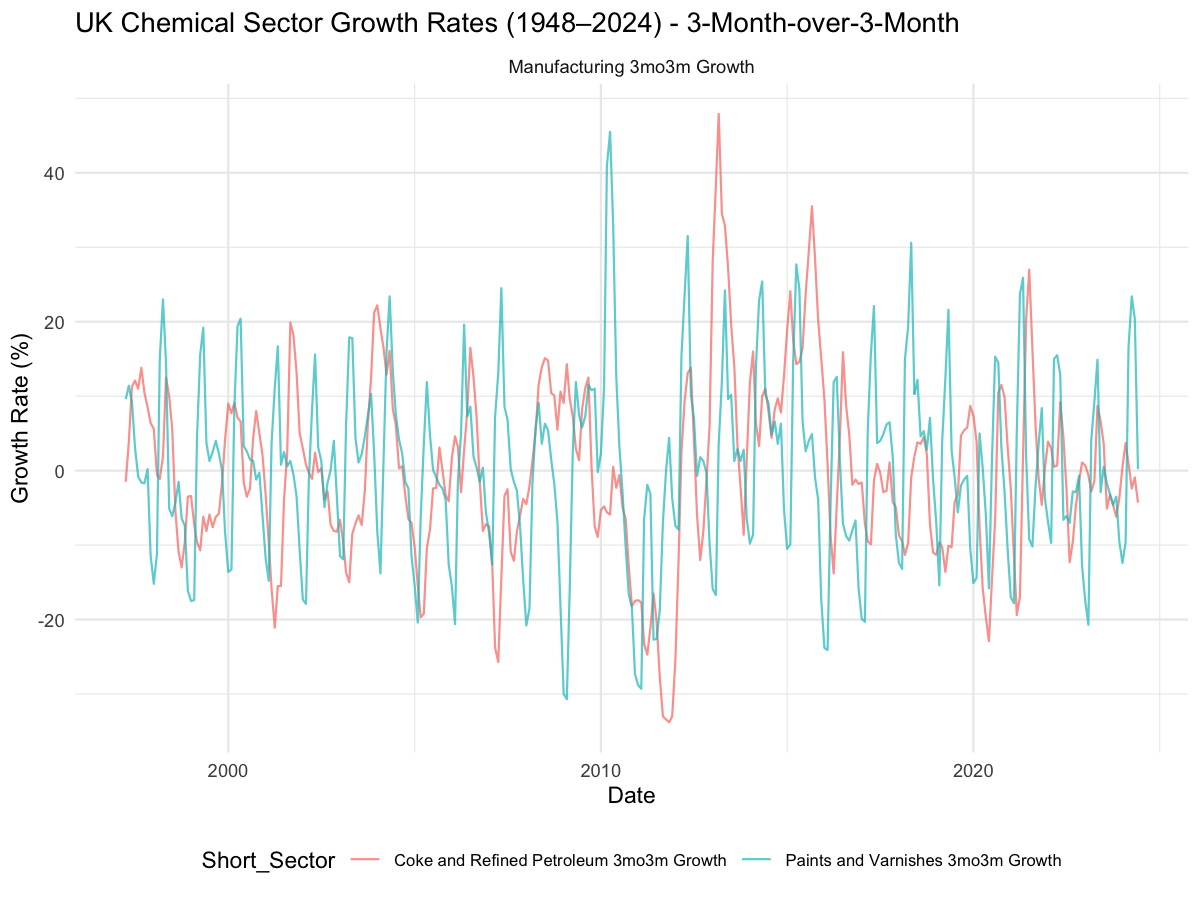 UK Chemical Sector Growth Rates (1948–2024) - 3-Month-over-3-Month
Manufacturing 3mo3m Growth
Growth Rate (%)
40
20
0
-20
2000 2010 2020
Date
Short_Sector Coke and Refined Petroleum 3mo3m Growth Paints and Varnishes 3mo3m Growth